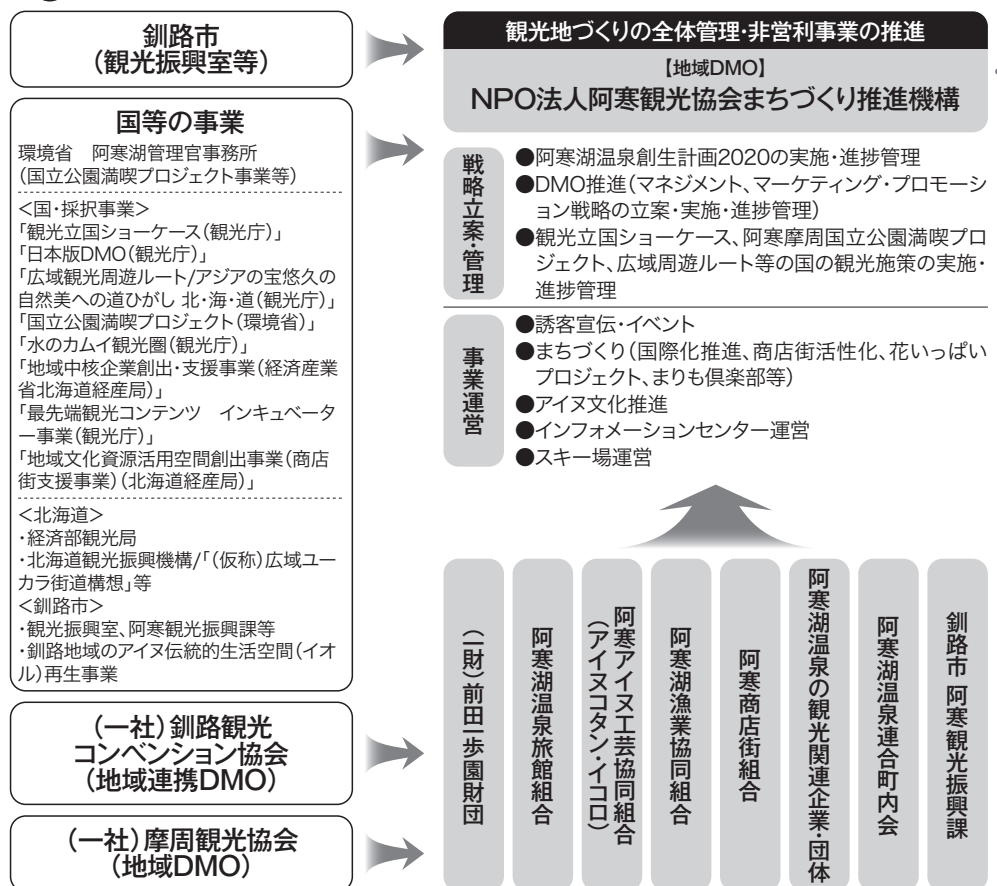 釧路市
(観光振興室等)
国等の事業
環境省　阿寒湖管理官事務所
(国立公園満喫プロジェクト事業等)
<国・採択事業>
「観光立国ショーケース(観光庁)」
「日本版DMO(観光庁)」
「広域観光周遊ルート/アジアの宝悠久の
自然美への道ひがし 北・海・道(観光庁)」
「国立公園満喫プロジェクト(環境省)」
「水のカムイ観光圏(観光庁)」
「地域中核企業創出・支援事業(経済産業
省北海道経産局)」
「最先端観光コンテンツ　インキュベータ
ー事業(観光庁)」
「地域文化資源活用空間創出事業(商店
街支援事業)(北海道経産局)」
<北海道>
・経済部観光局
・北海道観光振興機構/「(仮称)広域ユー
カラ街道構想」等
<釧路市>
・観光振興室、阿寒観光振興課等
・釧路地域のアイヌ伝統的生活空間(イオ
ル)再生事業
(一社)釧路観光
コンベンション協会
(地域連携DMO)
(一社)摩周観光協会
(地域DMO)
観光地づくりの全体管理・非営利事業の推進
【地域DMO】
NPO法人阿寒観光協会まちづくり推進機構
戦略立案・管理
●阿寒湖温泉創生計画2020の実施・進捗管理
●DMO推進(マネジメント、マーケティング・プロモーシ
ョン戦略の立案・実施・進捗管理)
●観光立国ショーケース、阿寒摩周国立公園満喫プロ
ジェクト、広域周遊ルート等の国の観光施策の実施・
進捗管理
事業運営
●誘客宣伝・イベント
●まちづくり(国際化推進、商店街活性化、花いっぱい
プロジェクト、まりも倶楽部等)
●アイヌ文化推進
●インフォメーションセンター運営
●スキー場運営
(一財)前田一歩園財団
阿寒湖温泉旅館組合
阿寒アイヌ工芸協同組合
(アイヌコタン・イコロ)
阿寒湖漁業協同組合
阿寒商店街組合
阿寒湖温泉の観光関連企業・団体
阿寒湖温泉連合町内会
釧路市 阿寒観光振興課